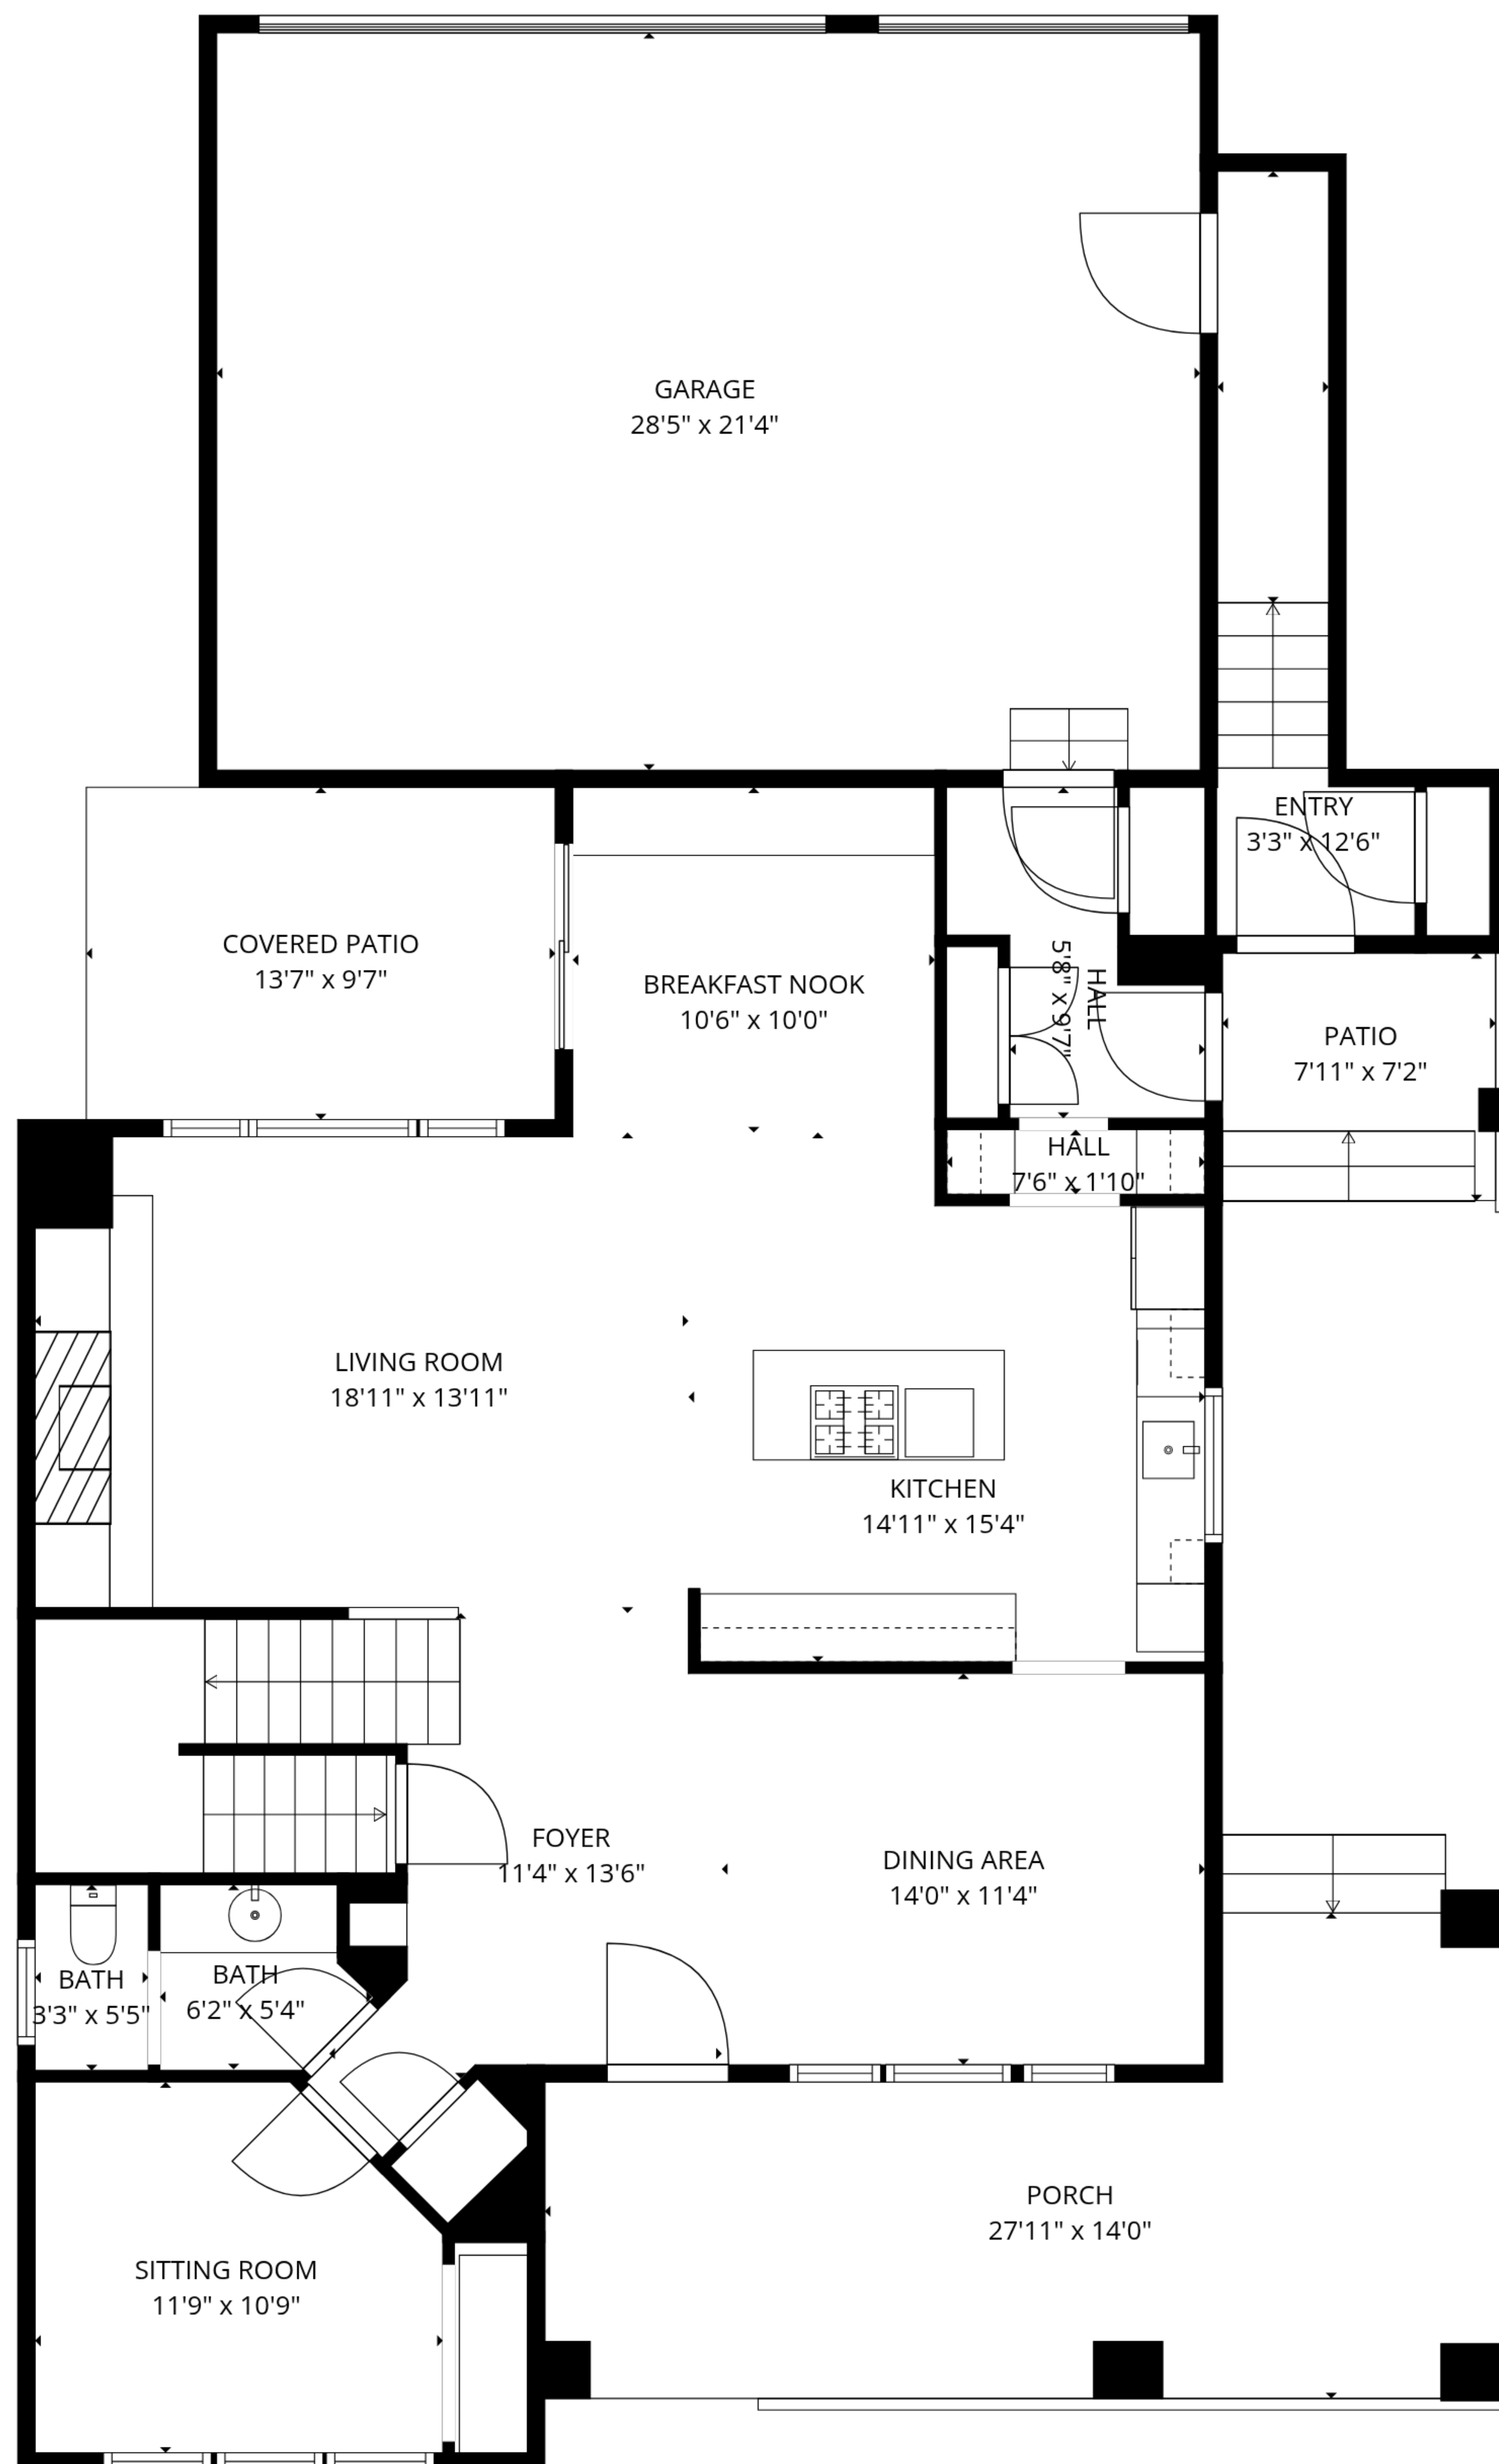 GARAGE
28'5" x 21'4"
ENTRY
3'3" x 12'6"
COVERED PATIO
13'7" x 9'7"
BREAKFAST NOOK
10'6" x 10'0"
HALL
5'8" x 9'7"
PATIO
7'11" x 7'2"
HALL
7'6" x 1'10"
LIVING ROOM
18'11" x 13'11"
KITCHEN
14'11" x 15'4"
FOYER
11'4" x 13'6"
DINING AREA
14'0" x 11'4"
BATH
3'3" x 5'5"
BATH
6'2" x 5'4"
PORCH
27'11" x 14'0"
SITTING ROOM
11'9" x 10'9"